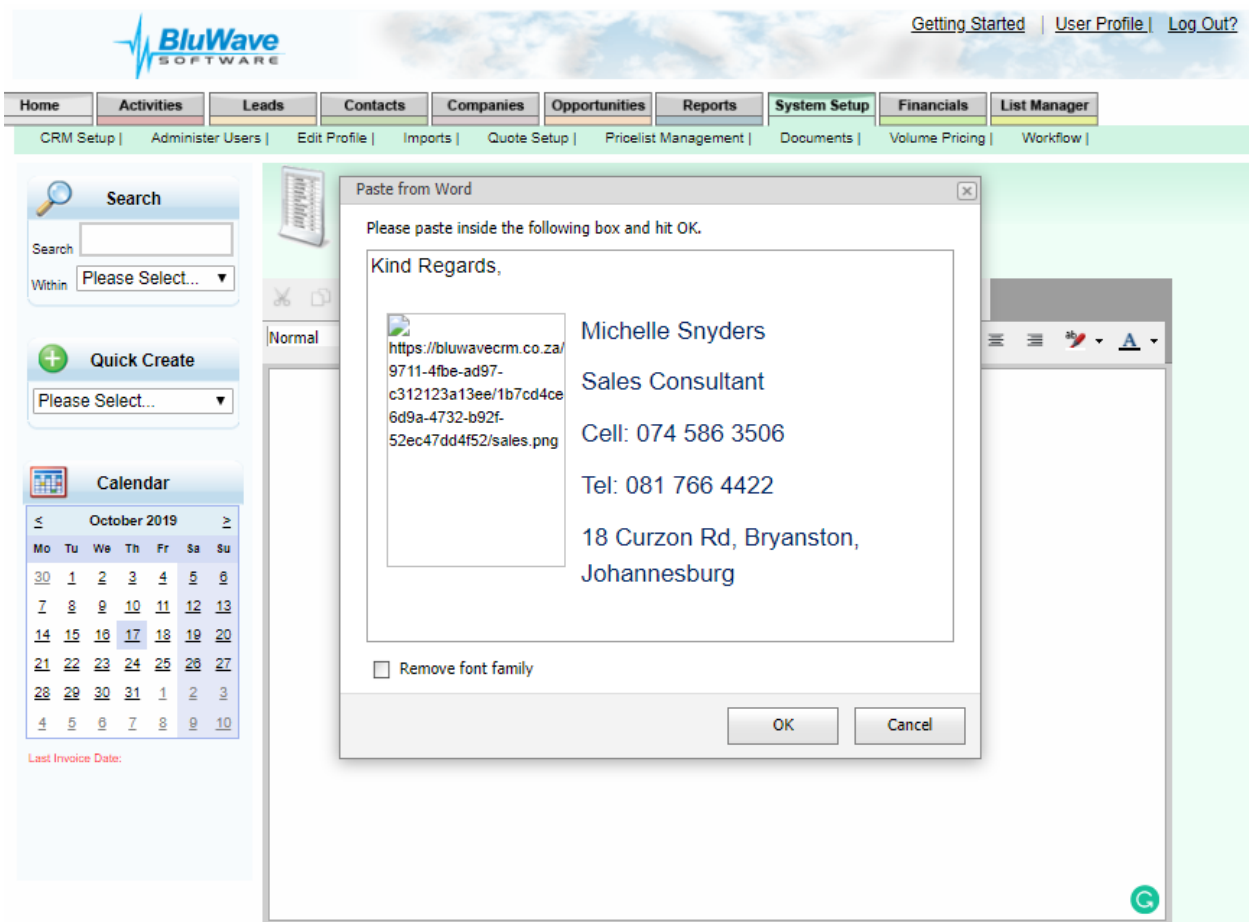 BluWave
SOFTWARE
Getting Started | User Profile | Log Out?
Home Activities Leads Contacts Companies Opportunities Reports System Setup Financials List Manager
CRM Setup | Administer Users | Edit Profile | Imports | Quote Setup | Pricelist Management | Documents | Volume Pricing | Workflow |
Search
Search
Within Please Select...
Quick Create
Please Select...
Calendar
< October 2019 >
Mo Tu We Th Fr Sa Su
30 1 2 3 4 5 6
7 8 9 10 11 12 13
14 15 16 17 18 19 20
21 22 23 24 25 26 27
28 29 30 31 1 2 3
4 5 6 7 8 9 10
Last Invoice Date:
Paste from Word
Please paste inside the following box and hit OK.
Kind Regards,
https://bluwavecrm.co.za/
9711-4fbe-ad97-
c312123a13ee/1b7cd4ce
6d9a-4732-b92f-
52ec47dd4f52/sales.png
Michelle Snyders
Sales Consultant
Cell: 074 586 3506
Tel: 081 766 4422
18 Curzon Rd, Bryanston,
Johannesburg
Remove font family
OK Cancel
Normal
ab A